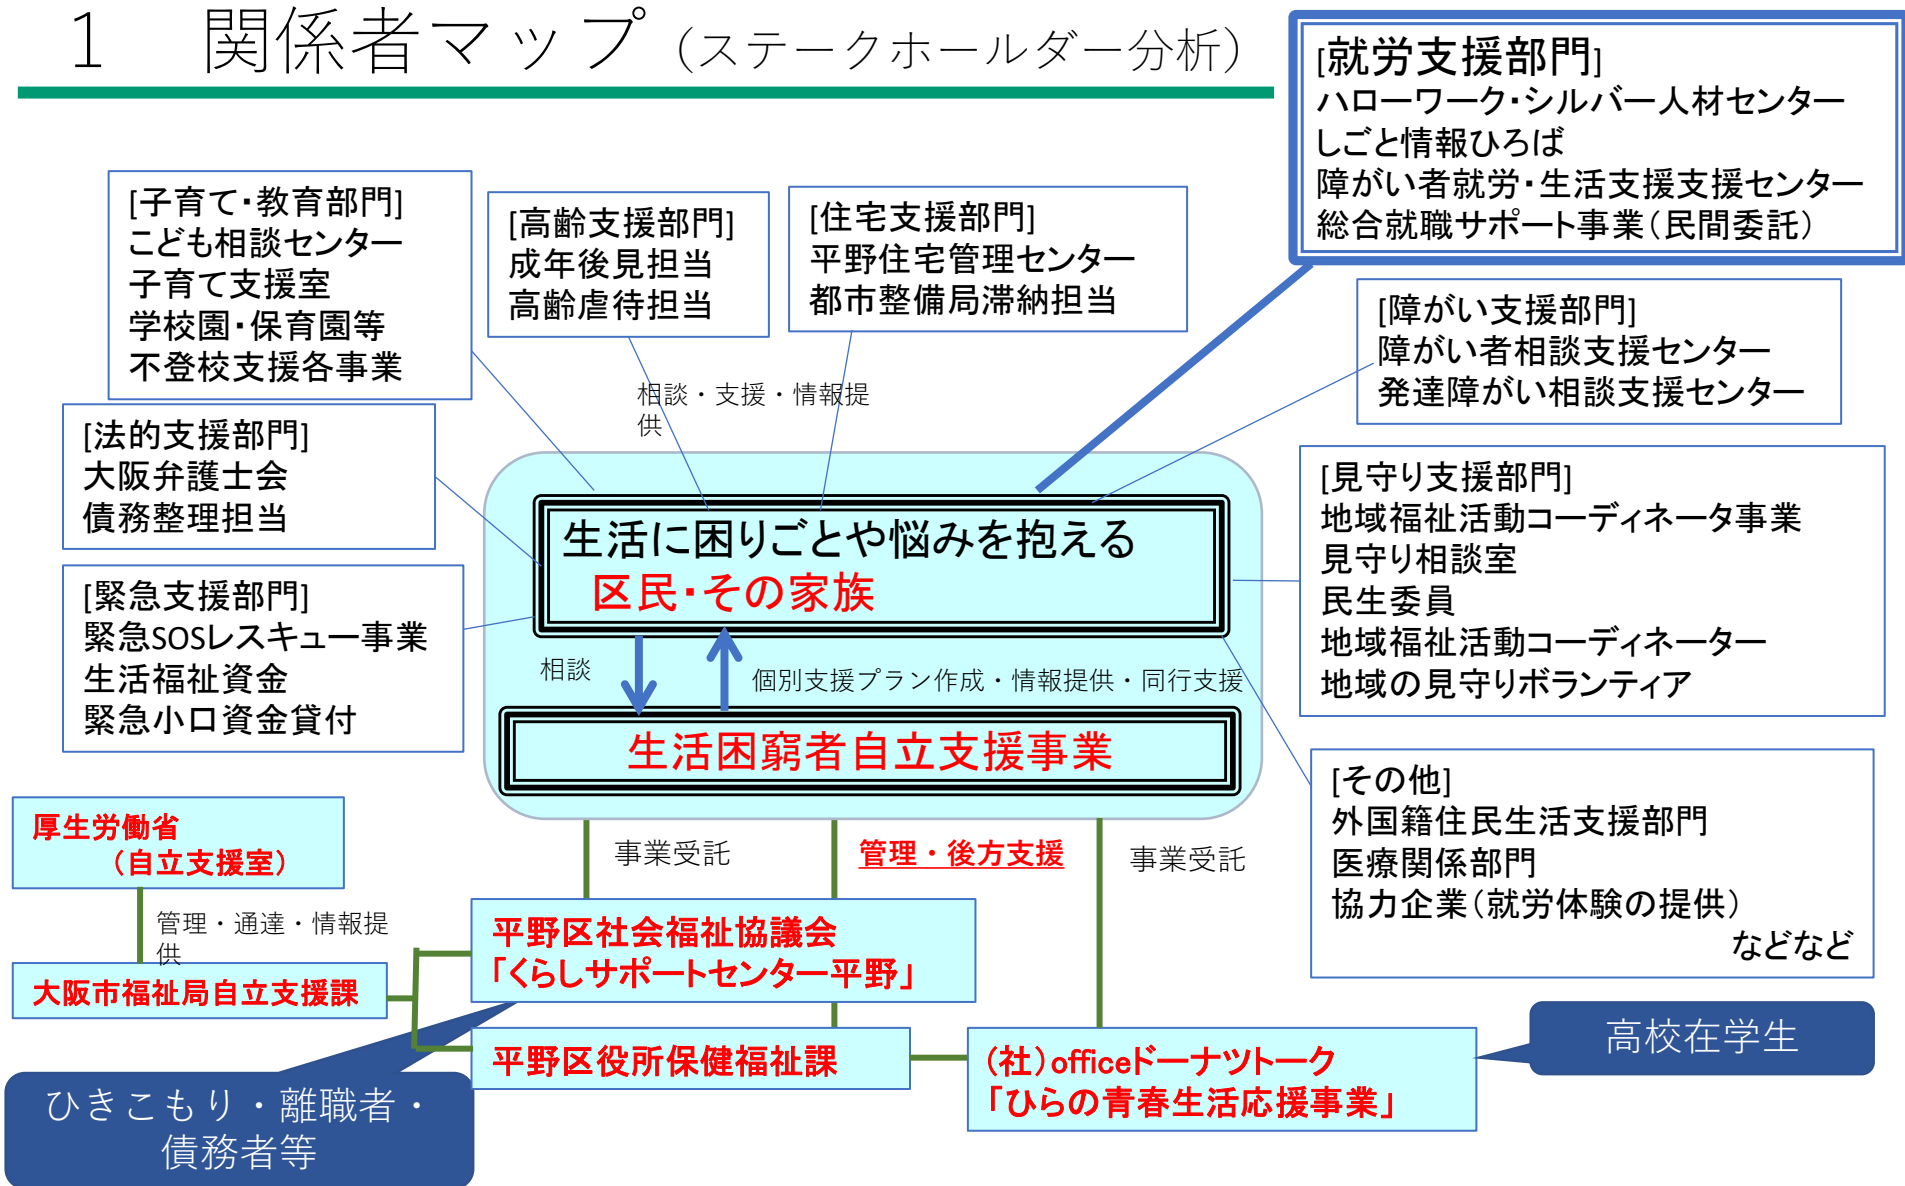 1　関係者マップ（ステークホールダー分析）
[就労支援部門]
ハローワーク・シルバー人材センター
しごと情報ひろば
障がい者就労・生活支援支援センター
総合就職サポート事業（民間委託）
[子育て・教育部門]
こども相談センター
子育て支援室
学校園・保育園等
不登校支援各事業
[高齢支援部門]
成年後見担当
高齢虐待担当
[住宅支援部門]
平野住宅管理センター
都市整備局滞納担当
[障がい支援部門]
障がい者相談支援センター
発達障がい相談支援センター
相談・支援・情報提
供
[法的支援部門]
大阪弁護士会
債務整理担当
[見守り支援部門]
地域福祉活動コーディネータ事業
見守り相談室
民生委員
地域福祉活動コーディネーター
地域の見守りボランティア
生活に困りごとや悩みを抱える
区民・その家族
[緊急支援部門]
緊急SOSレスキュー事業
生活福祉資金
緊急小口資金貸付
相談
個別支援プラン作成・情報提供・同行支援
生活困窮者自立支援事業
[その他]
外国籍住民生活支援部門
医療関係部門
協力企業（就労体験の提供）
などなど
厚生労働省
（自立支援室）
事業受託
管理・後方支援
事業受託
管理・通達・情報提
供
大阪市福祉局自立支援課
平野区社会福祉協議会
「くらしサポートセンター平野」
平野区役所保健福祉課
（社）officeドーナツトーク
「ひらの青春生活応援事業」
高校在学生
ひきこもり・離職者・
債務者等